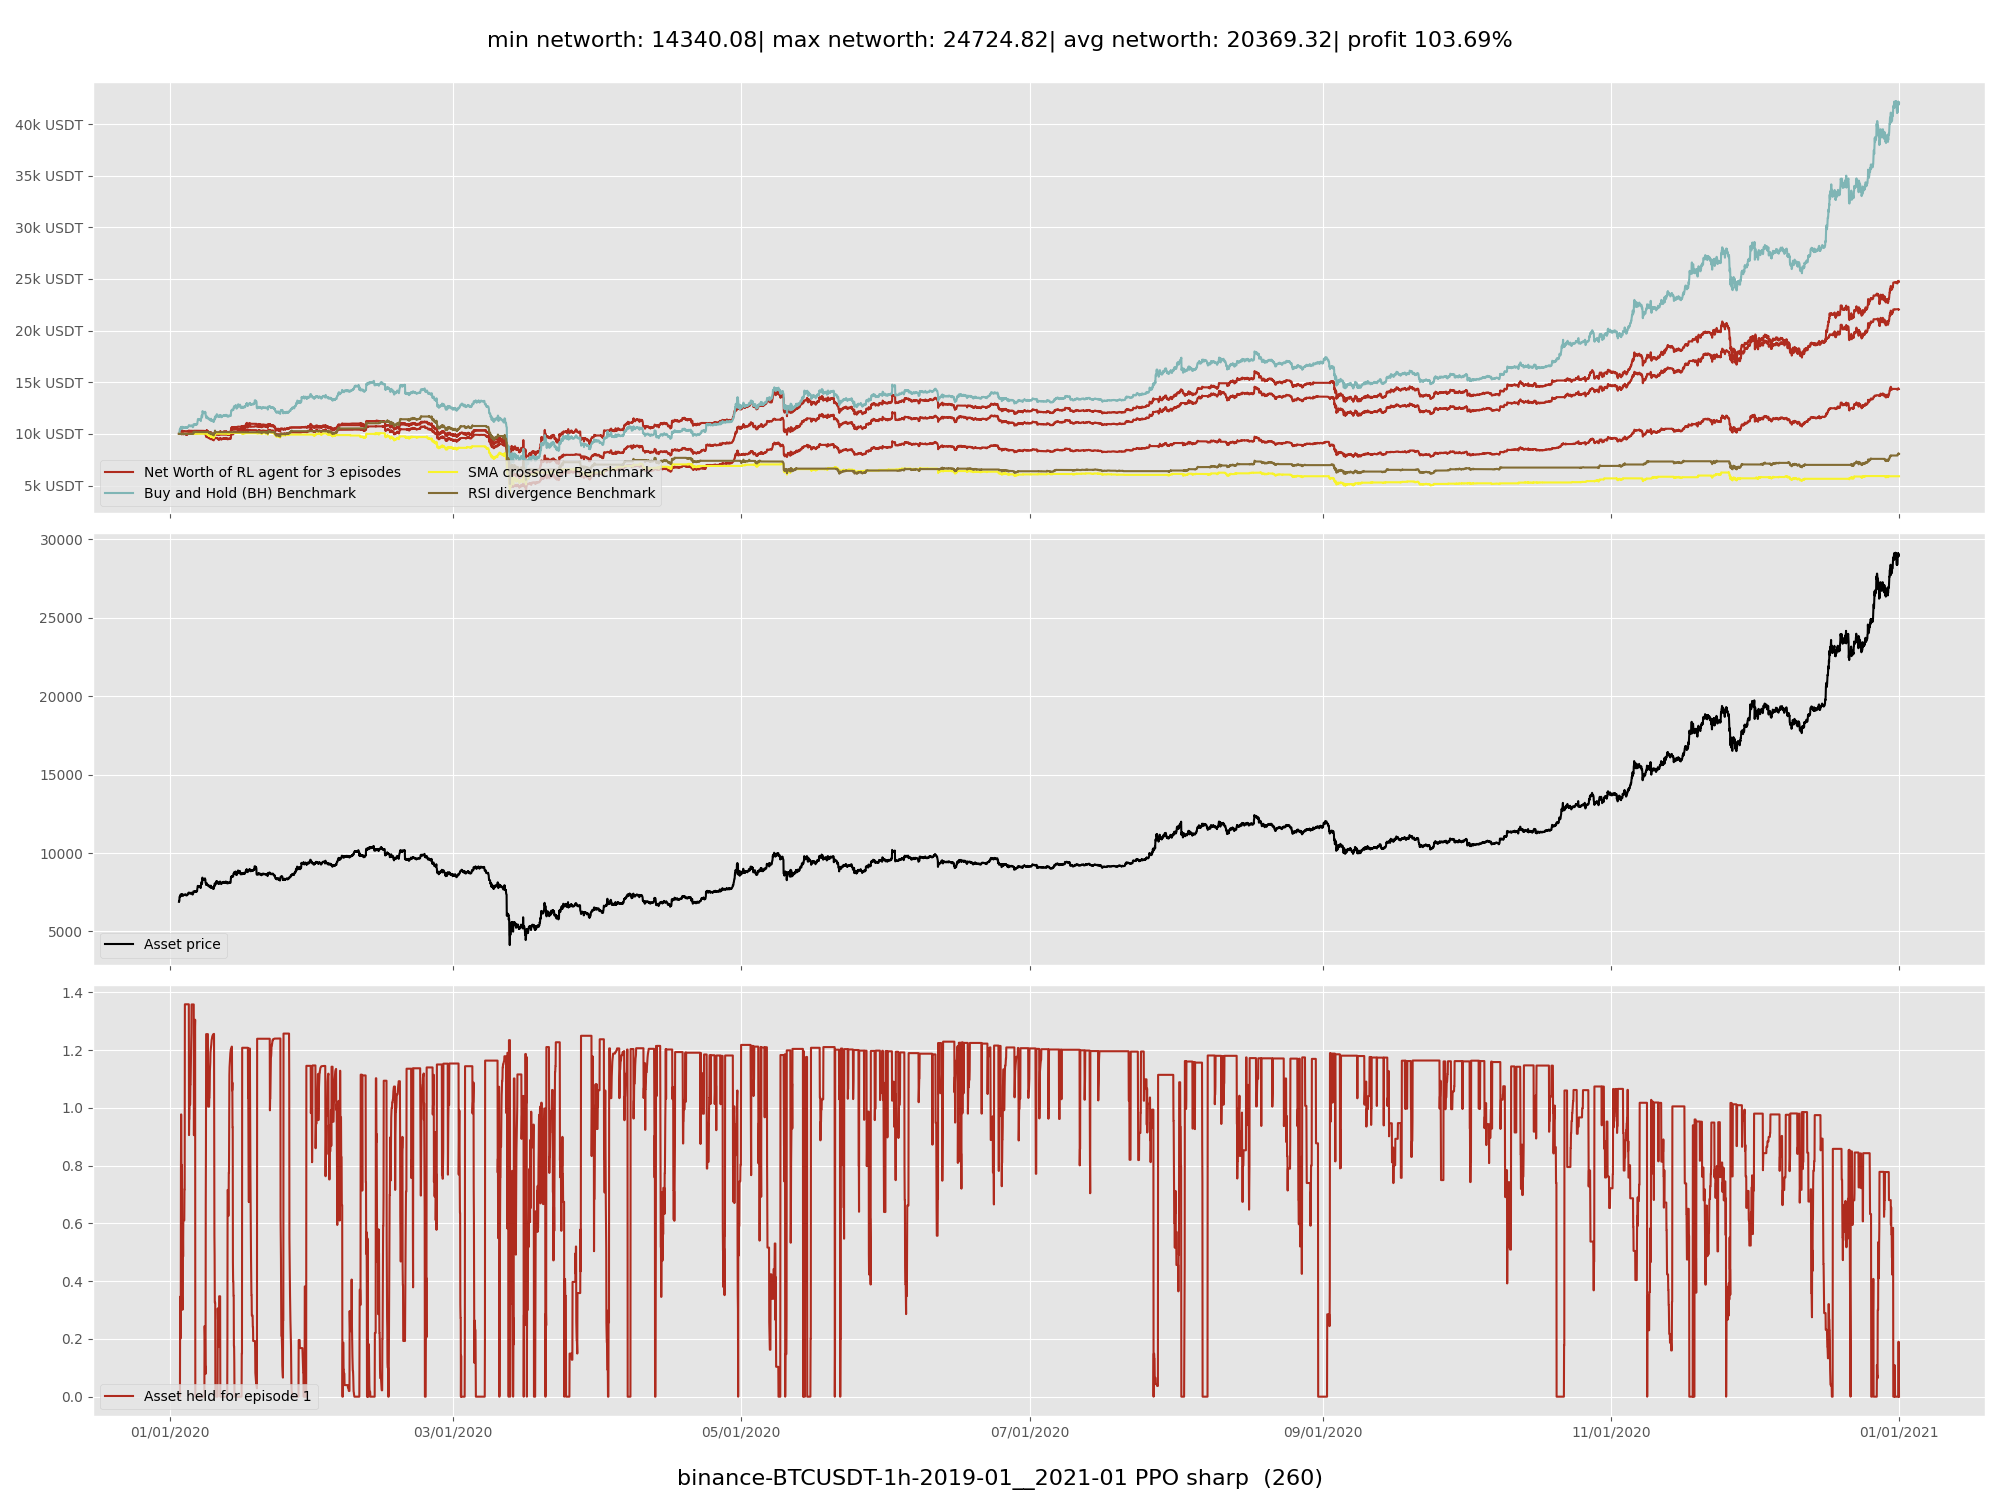 min networth: 14340.08| max networth: 24724.82| avg networth: 20369.32| profit 103.69%
40k USDT
35k USDT
30k USDT
25k USDT
20k USDT
15k USDT
10k USDT
5k USDT
Net Worth of RL agent for 3 episodes
Buy and Hold (BH) Benchmark
SMA crossover Benchmark
RSI divergence Benchmark
30000
25000
20000
15000
10000
5000
Asset price
1.4
1.2
1.0
0.8
0.6
0.4
0.2
0.0
Asset held for episode 1
01/01/2020 03/01/2020 05/01/2020 07/01/2020 09/01/2020 11/01/2020 01/01/2021
binance-BTCUSDT-1h-2019-01__2021-01 PPO sharp  (260)